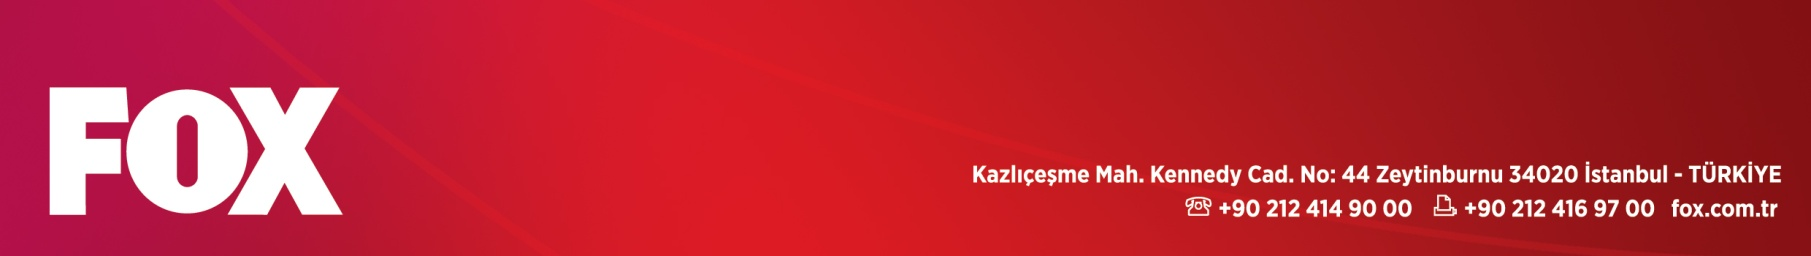 FOX
Kazlıçeşme Mah. Kennedy Cad. No: 44 Zeytinburnu 34020 İstanbul - TÜRKİYE
+90 212 414 90 00 +90 212 416 97 00 fox.com.tr